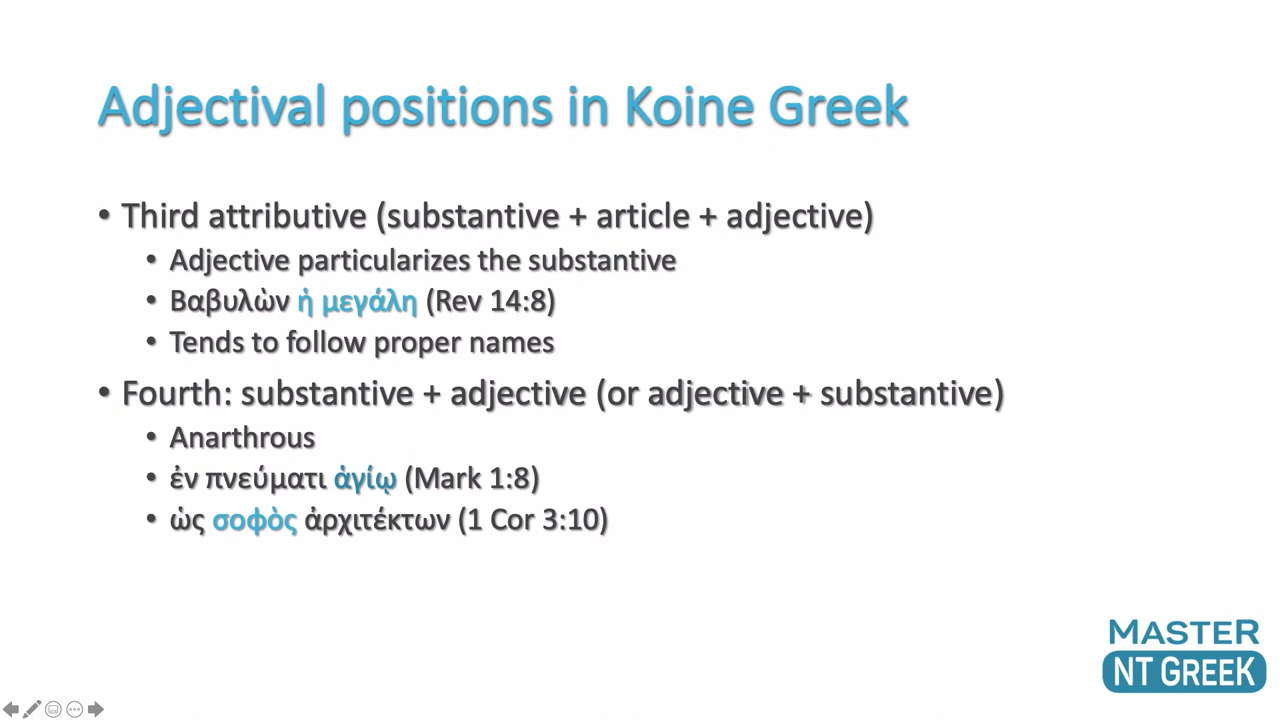 Adjectival positions in Koine Greek
• Third attributive (substantive + article + adjective)
• Adjective particularizes the substantive
• Βαβυλὼν ἡ μεγάλη (Rev 14:8)
• Tends to follow proper names
• Fourth: substantive + adjective (or adjective + substantive)
• Anarthrous
• ἐν πνεύματι ἁγίῳ (Mark 1:8)
• ὡς σοφὸς ἀρχιτέκτων (1 Cor 3:10)
MASTER
NT GREEK